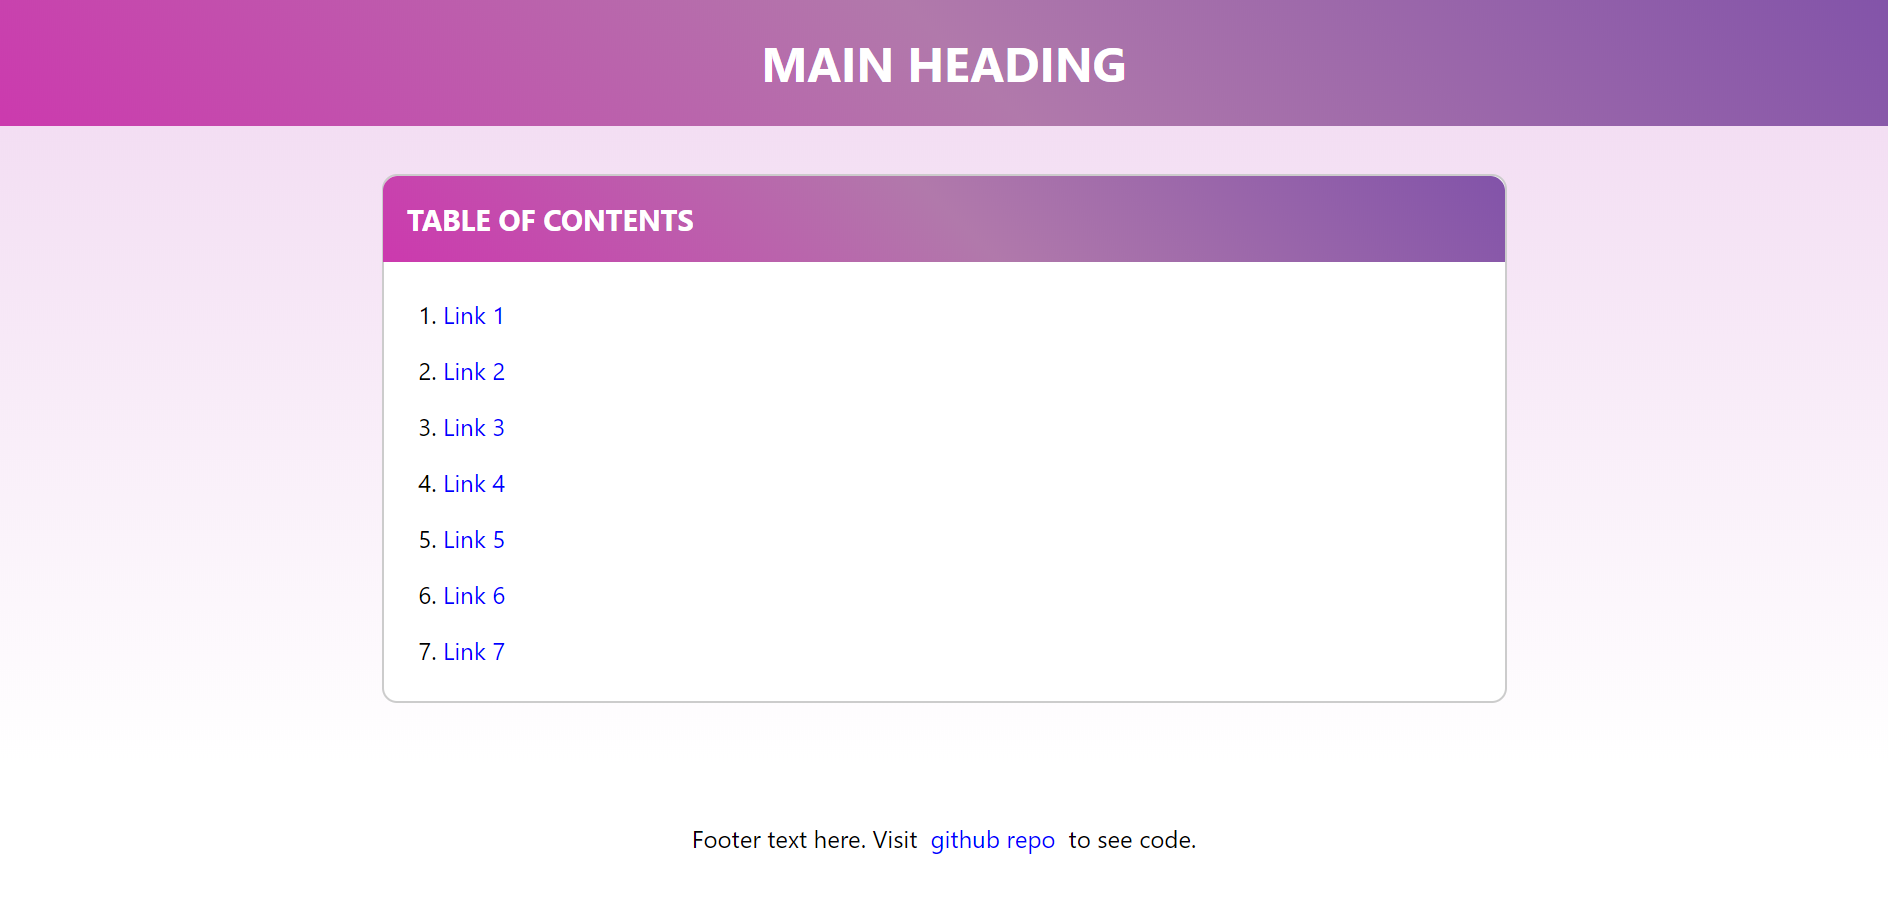 MAIN HEADING
TABLE OF CONTENTS
1. Link 1
2. Link 2
3. Link 3
4. Link 4
5. Link 5
6. Link 6
7. Link 7
Footer text here. Visit github repo to see code.